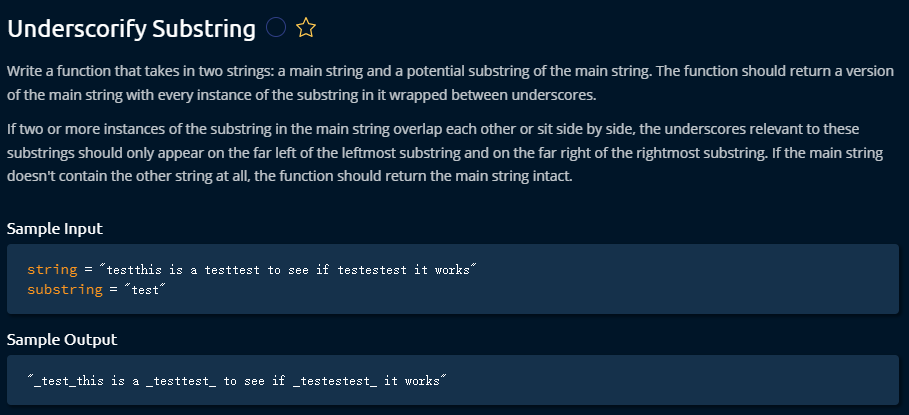 Underscorify Substring
Write a function that takes in two strings: a main string and a potential substring of the main string. The function should return a version
of the main string with every instance of the substring in it wrapped between underscores.
If two or more instances of the substring in the main string overlap each other or sit side by side, the underscores relevant to these
substrings should only appear on the far left of the leftmost substring and on the far right of the rightmost substring. If the main string
doesn't contain the other string at all, the function should return the main string intact.
Sample Input
string = "testthis is a testtest to see if testestest it works"
substring = "test"
Sample Output
"_test_this is a _testtest_ to see if _testestest_ it works"